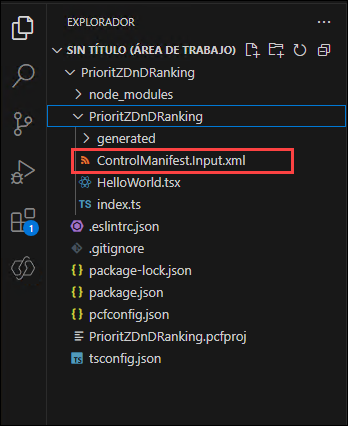 EXPLORADOR
SIN TÍTULO (ÁREA DE TRABAJO)
PrioritZDnDRanking
node_modules
PrioritZDnDRanking
generated
ControlManifest.Input.xml
HelloWorld.tsx
TS index.ts
.eslintrc.json
.gitignore
{} package-lock.json
{} package.json
{} pcfconfig.json
PrioritZDnDRanking.pcfproj
TS tsconfig.json
1